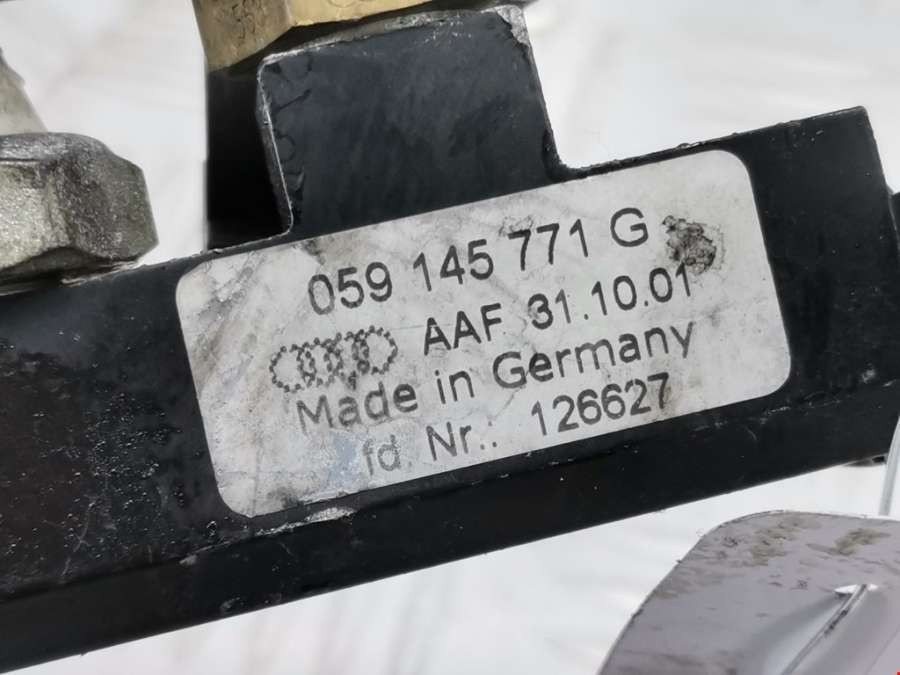 059 145 771 G
AAF 31.10.01
Made in Germany
fd. Nr.: 126627